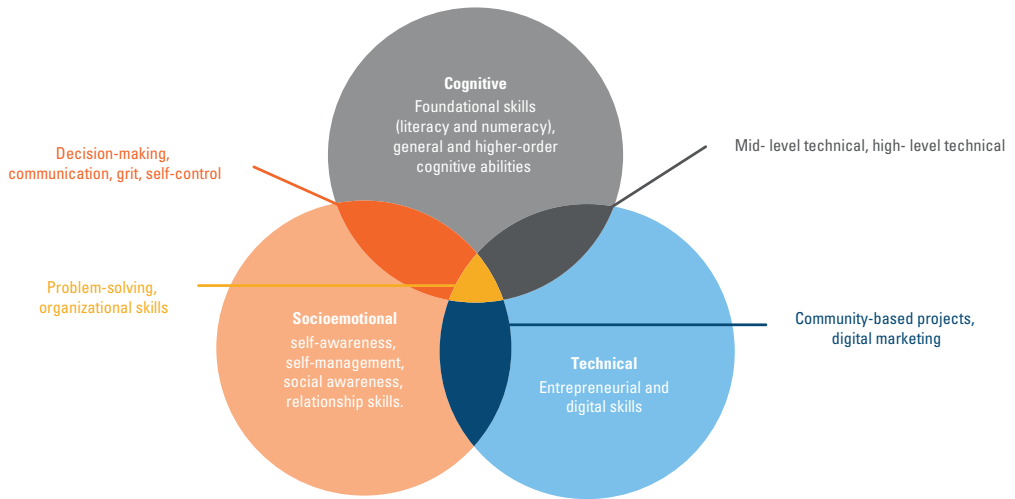 Cognitive
Foundational skills
(literacy and numeracy),
general and higher-order
cognitive abilities
Decision-making,
communication, grit, self-control
Mid- level technical, high- level technical
Problem-solving,
organizational skills
Socioemotional
self-awareness,
self-management,
social awareness,
relationship skills.
Community-based projects,
digital marketing
Technical
Entrepreneurial and
digital skills